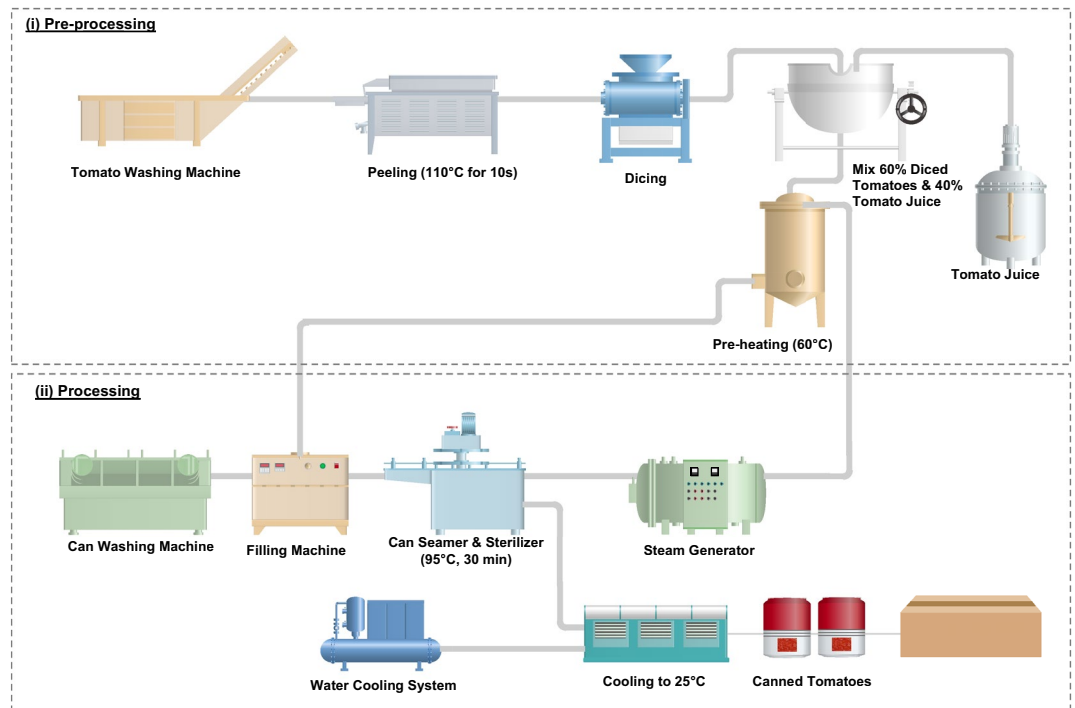 (i) Pre-processing
Tomato Washing Machine
Peeling (110°C for 10s)
Dicing
Mix 60% Diced
Tomatoes & 40%
Tomato Juice
Tomato Juice
Pre-heating (60°C)
(ii) Processing
Can Washing Machine
Filling Machine
Can Seamer & Sterilizer
(95°C, 30 min)
Steam Generator
Water Cooling System
Cooling to 25°C
Canned Tomatoes